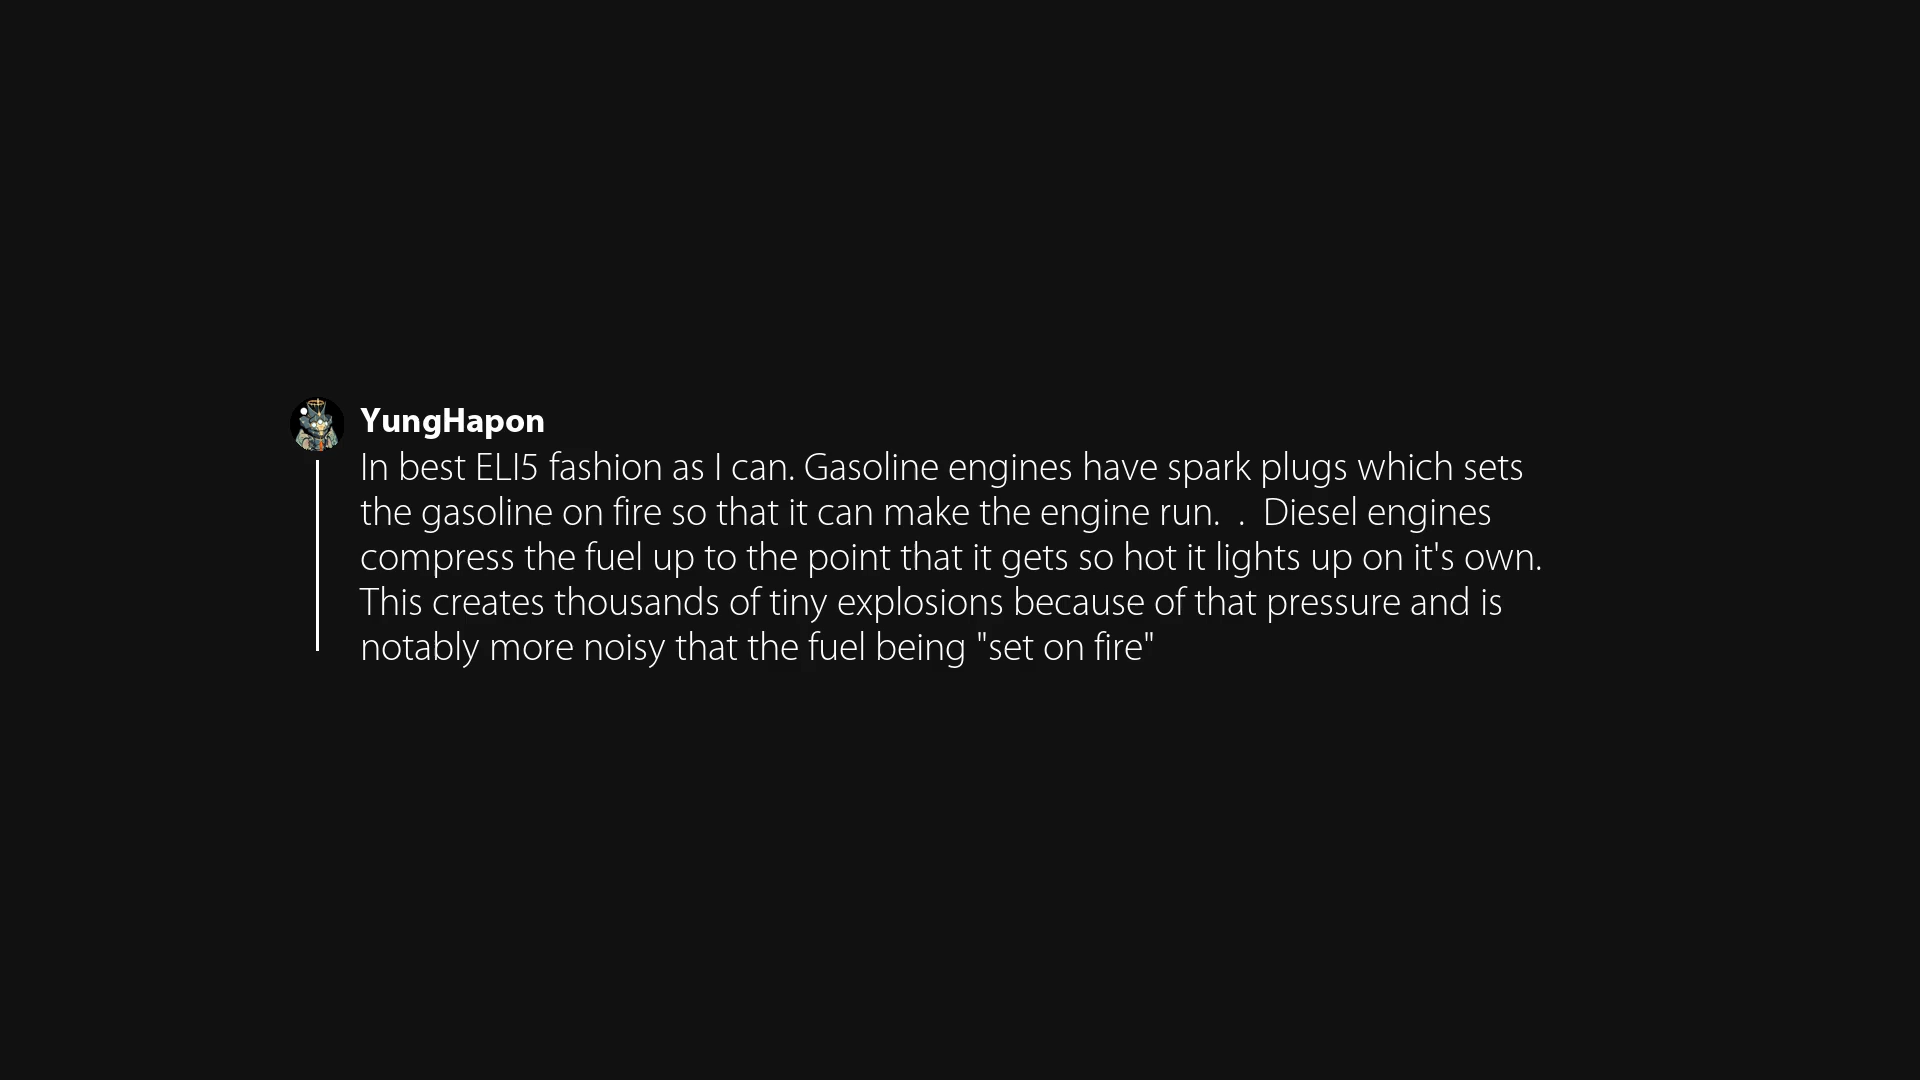 YungHapon
In best ELI5 fashion as I can. Gasoline engines have spark plugs which sets
the gasoline on fire so that it can make the engine run.  .  Diesel engines
compress the fuel up to the point that it gets so hot it lights up on it's own.
This creates thousands of tiny explosions because of that pressure and is
notably more noisy that the fuel being "set on fire"